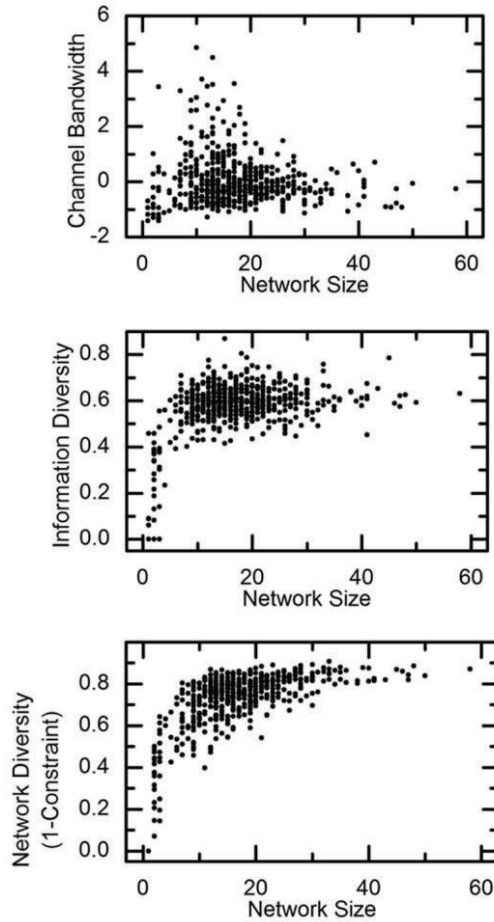 Channel Bandwidth
6
4
2
0
-2
0 20 40 60
Network Size
Information Diversity
0.8
0.6
0.4
0.2
0.0
0 20 40 60
Network Size
Network Diversity
(1-Constraint)
0.8
0.6
0.4
0.2
0.0
0 20 40 60
Network Size